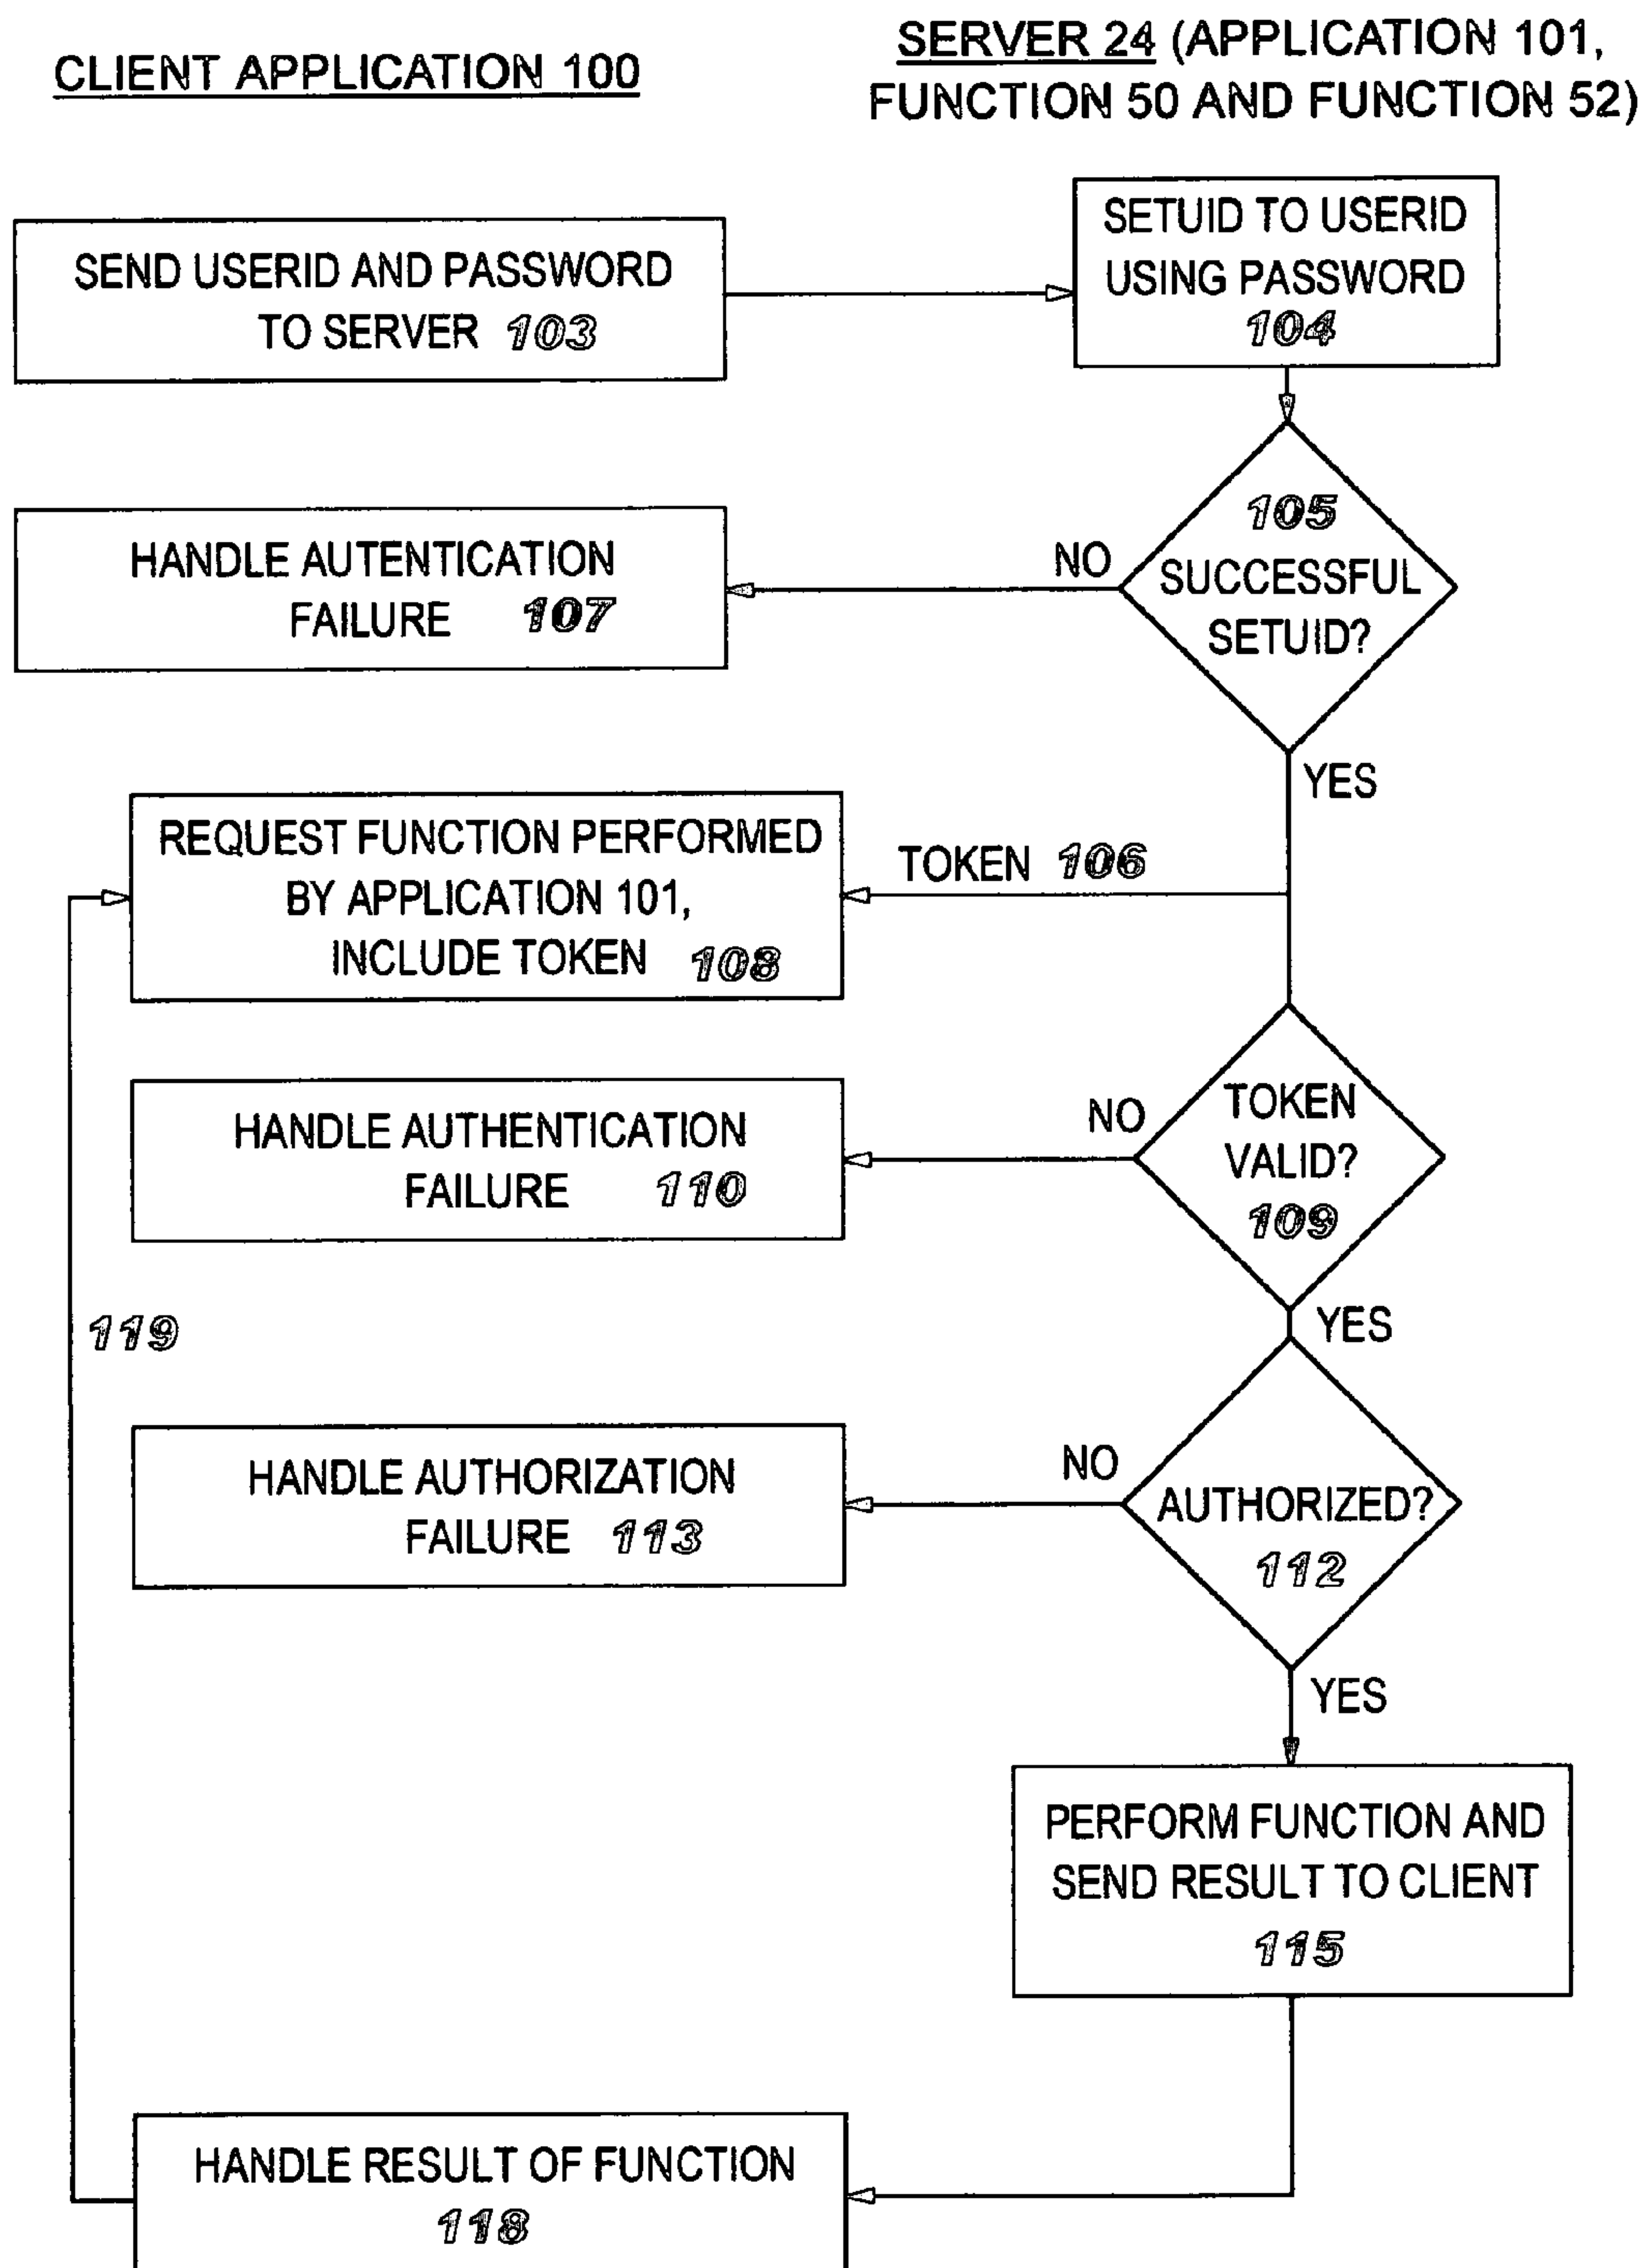 CLIENT APPLICATION 100
SERVER 24 (APPLICATION 101,
FUNCTION 50 AND FUNCTION 52)
SEND USERID AND PASSWORD
TO SERVER 103
SETUID TO USERID
USING PASSWORD
104
105
SUCCESSFUL
SETUID?
NO
HANDLE AUTENTICATION
FAILURE 107
YES
TOKEN 106
REQUEST FUNCTION PERFORMED
BY APPLICATION 101,
INCLUDE TOKEN 108
TOKEN
VALID?
109
NO
HANDLE AUTHENTICATION
FAILURE 110
YES
119
AUTHORIZED?
112
NO
HANDLE AUTHORIZATION
FAILURE 113
YES
PERFORM FUNCTION AND
SEND RESULT TO CLIENT
115
HANDLE RESULT OF FUNCTION
118